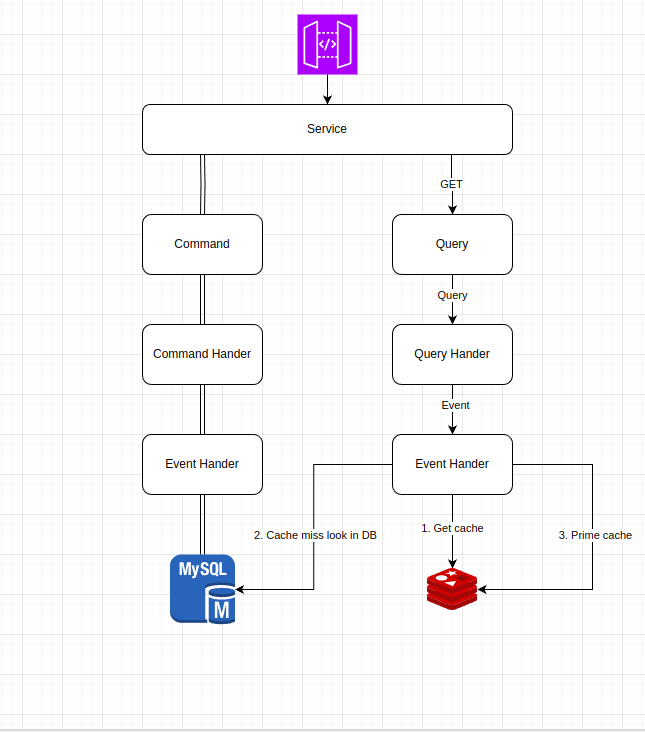 </>
Service
GET
Command
Query
Query
Command Hander
Query Hander
Event
Event Hander
Event Hander
1. Get cache
2. Cache miss look in DB
3. Prime cache
MySQL
M